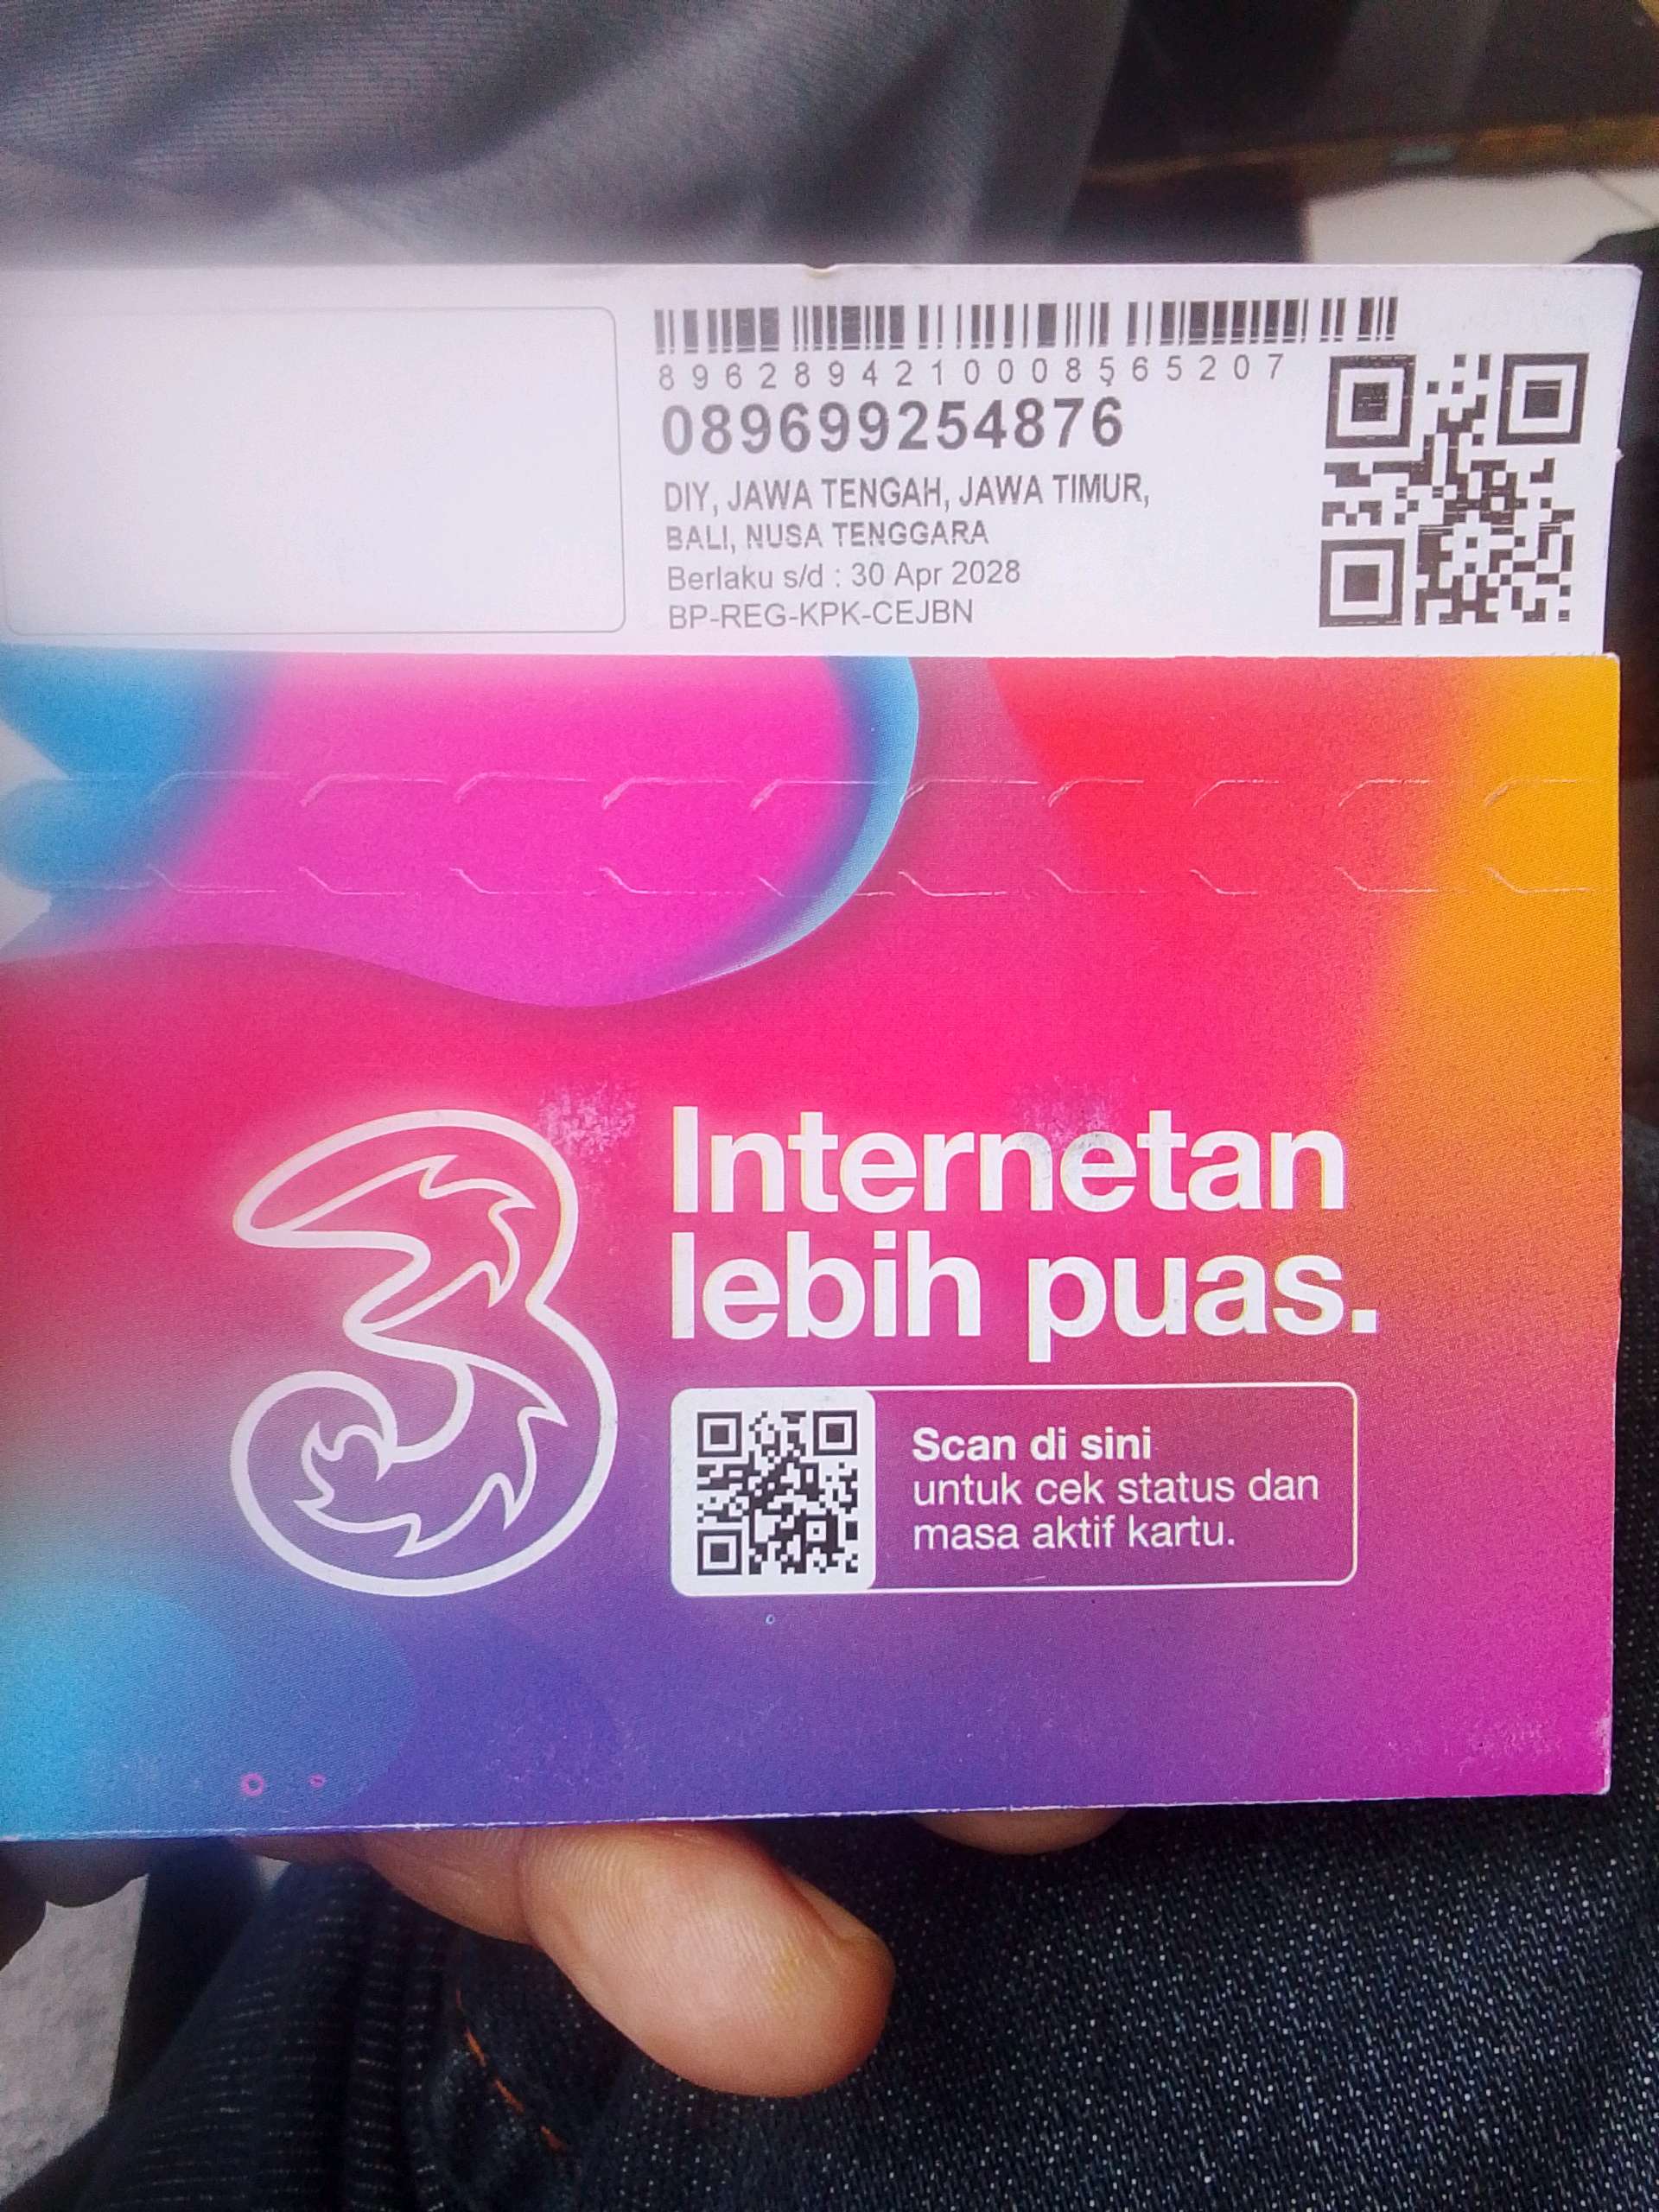 8962894210008565207
089699254876
DIY, JAWA TENGAH, JAWA TIMUR,
BALI, NUSA TENGGARA
Berlaku s/d : 30 Apr 2028
BP-REG-KPK-CEJBN
3
Internetan
lebih puas.
Scan di sini
untuk cek status dan
masa aktif kartu.